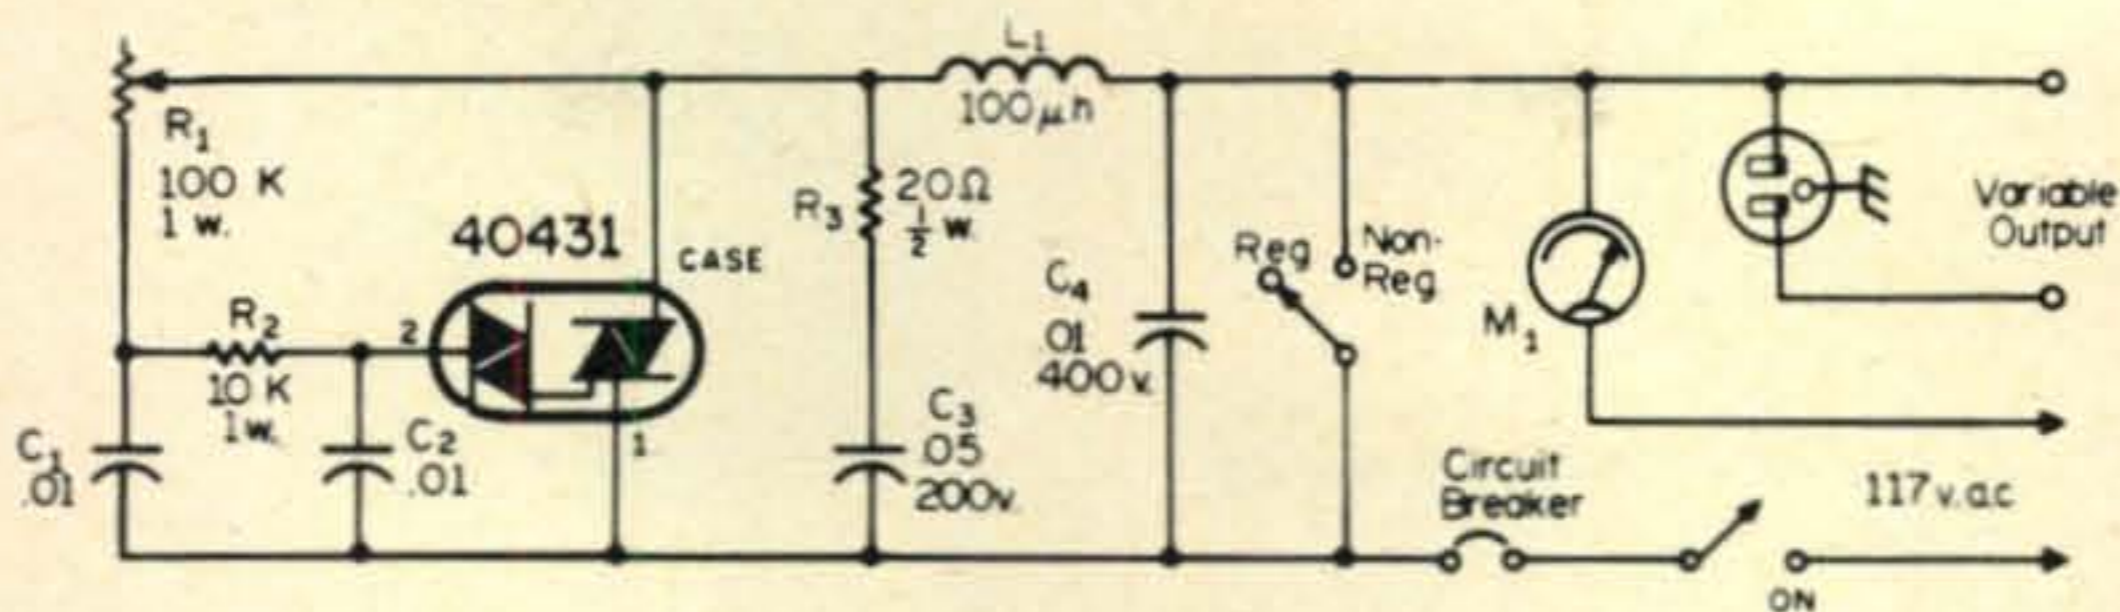 R1
100 K
1 w.
R2
10 K
1w.
C1
.01
C2
.01
40431
CASE
2
1
R3
20Ω
½ w.
C3
.05
200v.
L1
100μh
C4
.01
400v.
Reg
Non-
Reg
M1
Circuit
Breaker
ON
Variable
Output
117 v.a.c